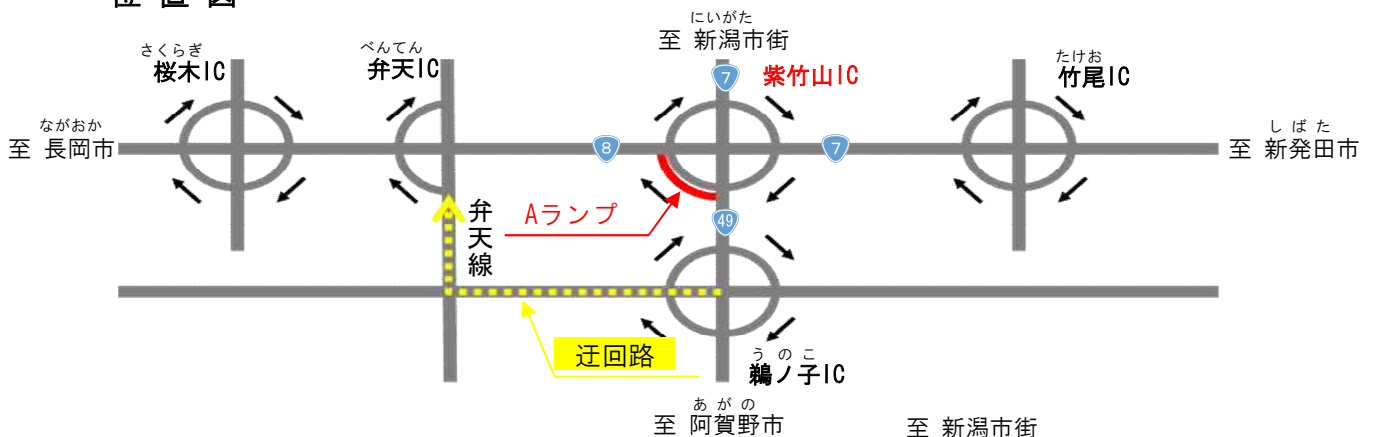 位置図
にいがた
至 新潟市街
さくらぎ
桜木IC
べんてん
弁天IC
7
紫竹山IC
たけお
竹尾IC
ながおか
至 長岡市
8
7
しばた
至 新発田市
Aランプ
弁天線
49
迂回路
うのこ
鵜ノ子IC
あがの
至 阿賀野市
至 新潟市街